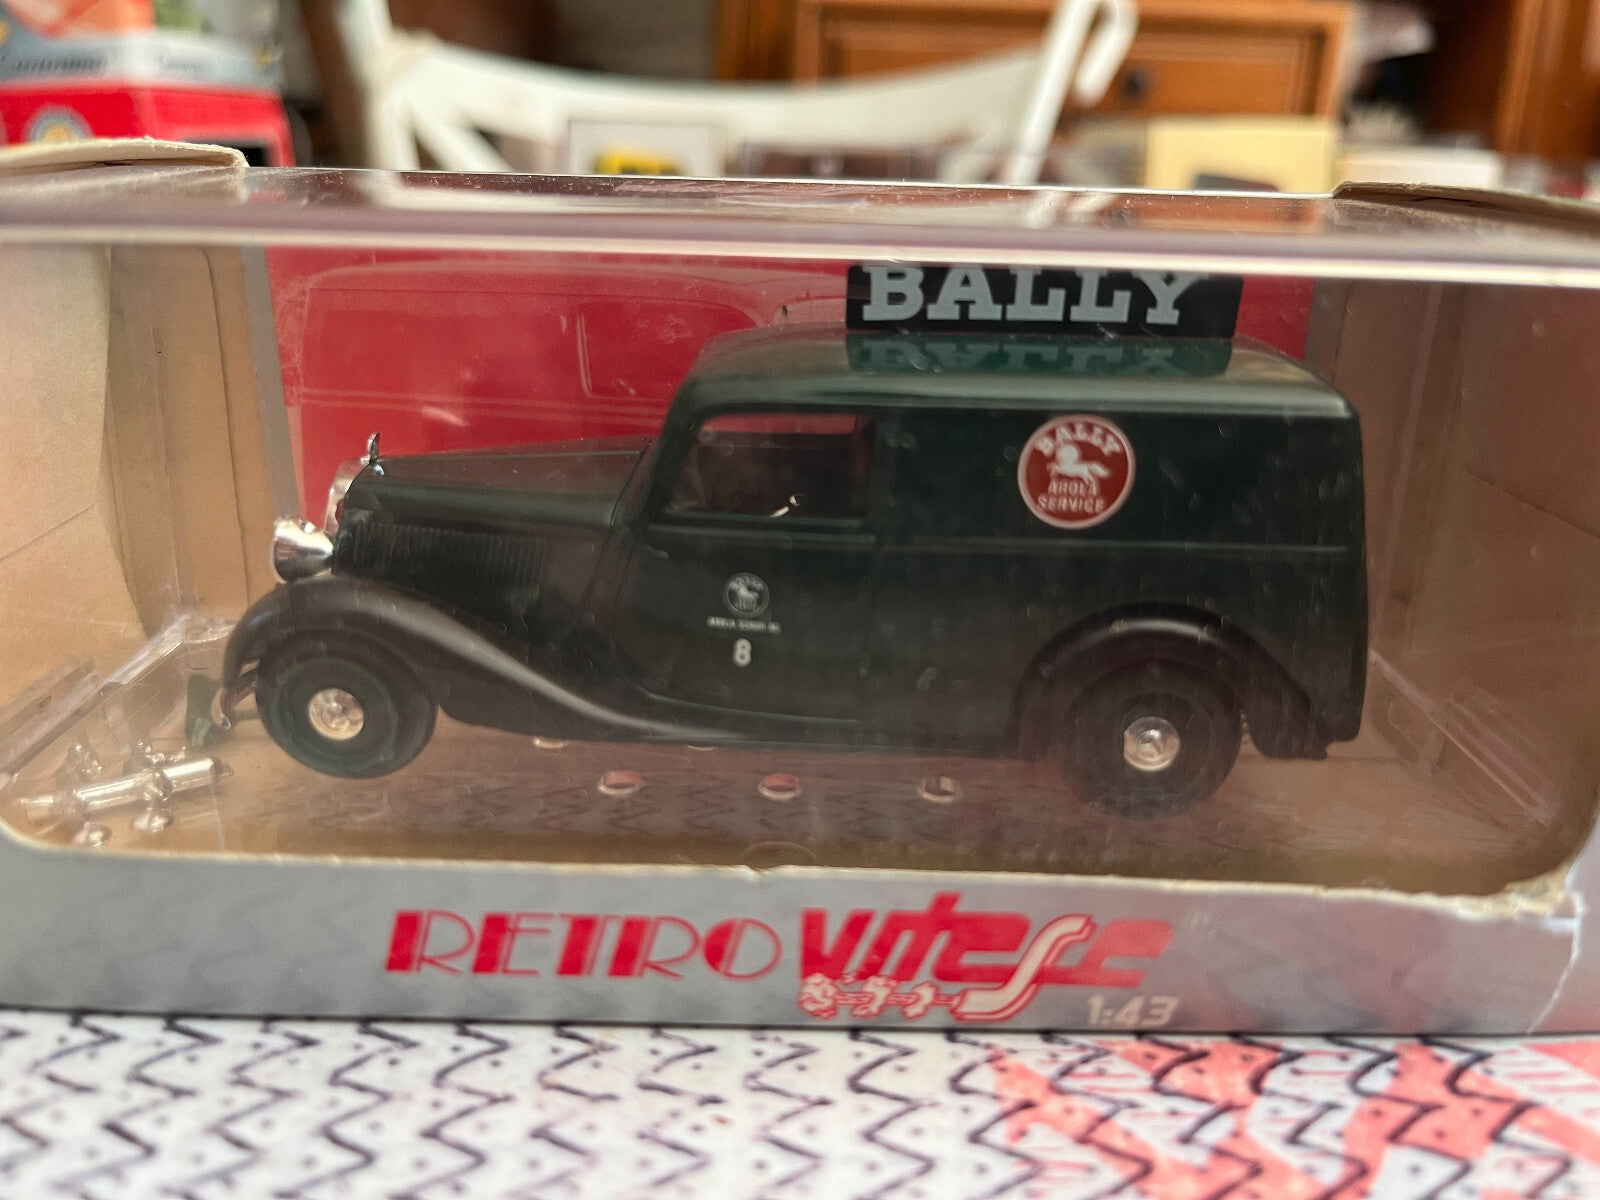 BALLY
BALLY
AROLA
SERVICE
8
RETRO Vitesse
1:43